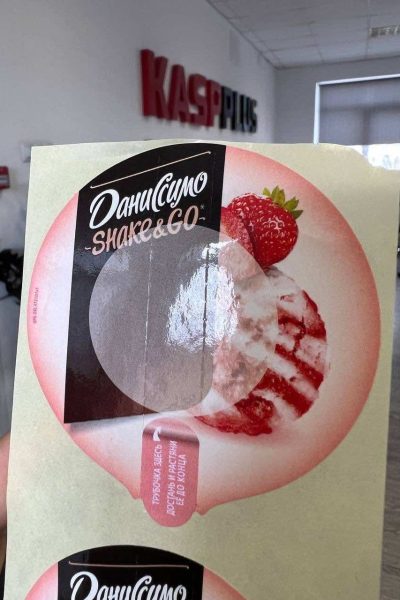 KASPPLUS
Даниссимо
SHAKE&GO
ТРУБОЧКА ЗДЕСЬ
ДОСТАНЬ И РАСТЯНИ
ЕЁ ДО КОНЦА
Даниссимо